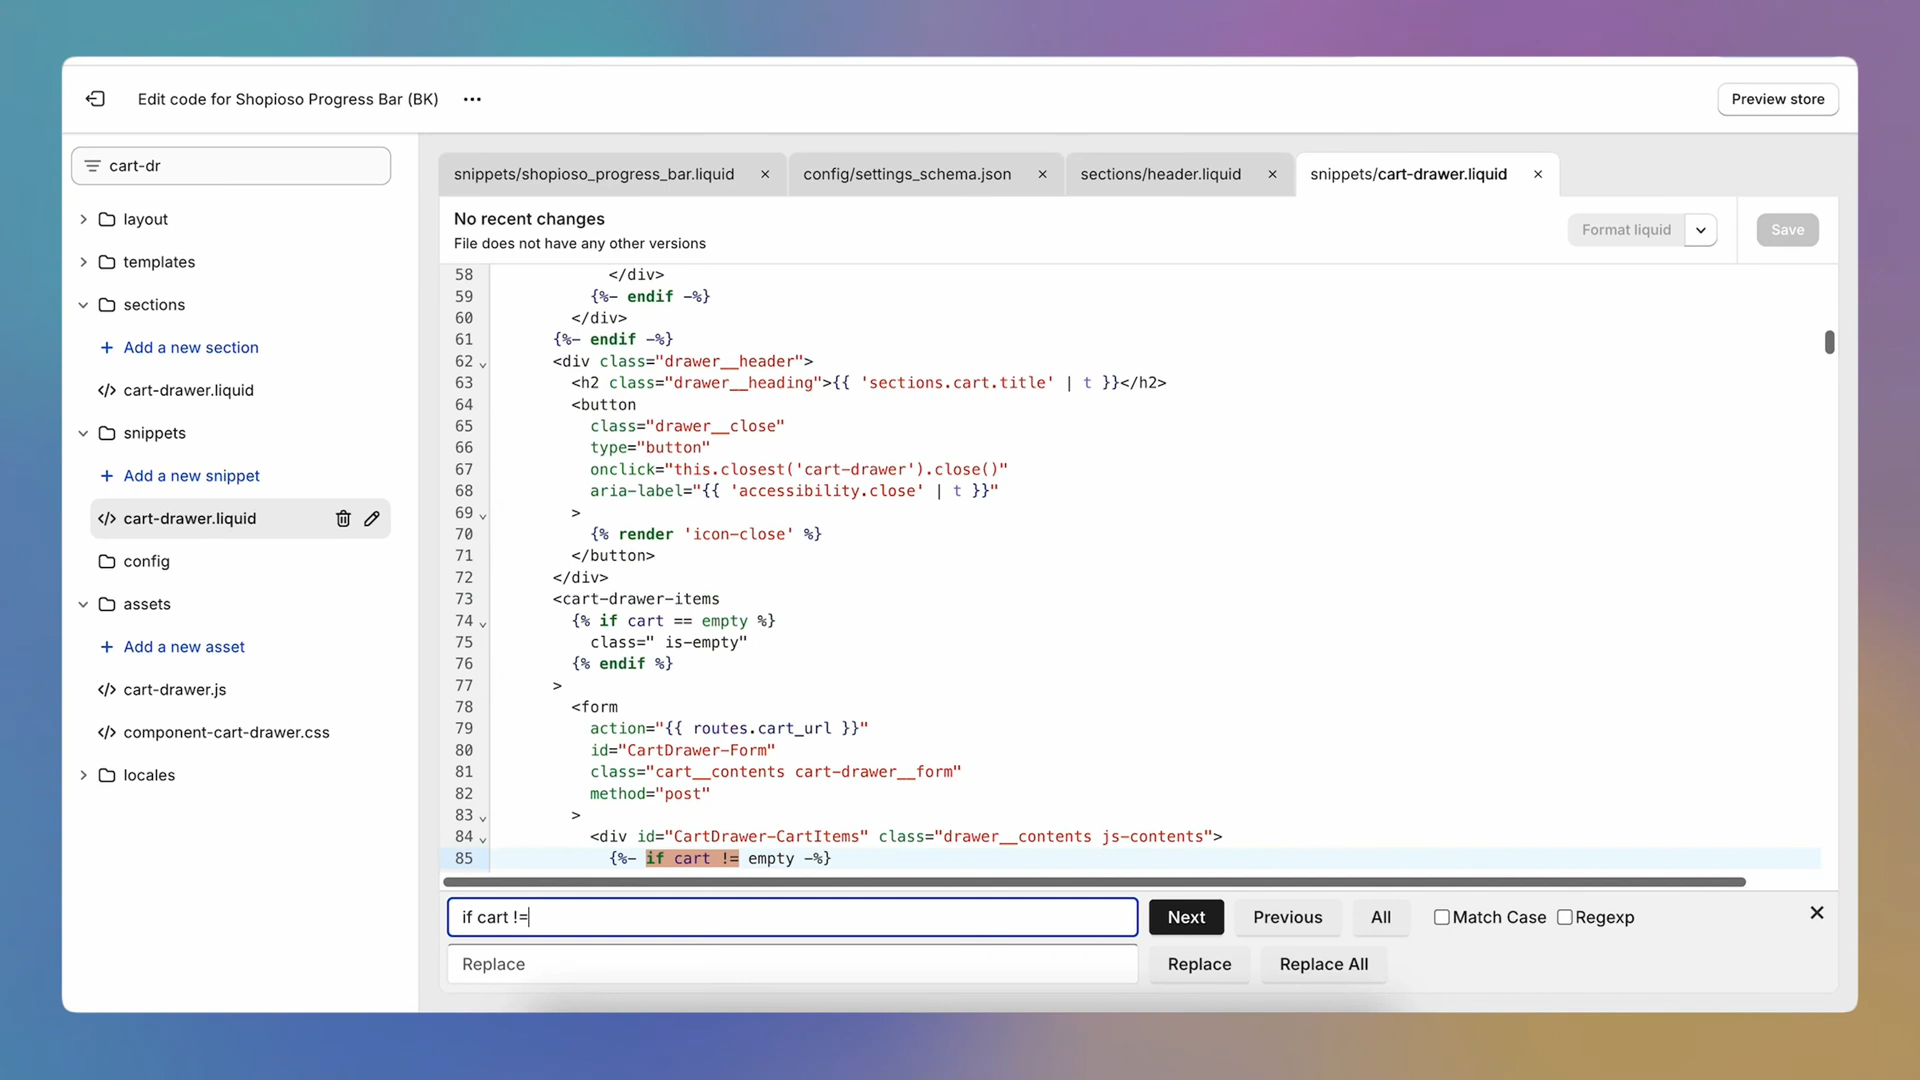 Edit code for Shopioso Progress Bar (BK) ...
Preview store
cart-dr
layout
templates
sections
+ Add a new section
</> cart-drawer.liquid
snippets
+ Add a new snippet
</> cart-drawer.liquid
config
assets
+ Add a new asset
</> cart-drawer.js
</> component-cart-drawer.css
locales
snippets/shopioso_progress_bar.liquid × config/settings_schema.json × sections/header.liquid × snippets/cart-drawer.liquid ×
No recent changes
File does not have any other versions
Format liquid
Save
58 </div>
59 {%- endif -%}
60 </div>
61 {%- endif -%}
62 <div class="drawer__header">
63 <h2 class="drawer__heading">{{ 'sections.cart.title' | t }}</h2>
64 <button
65 class="drawer__close"
66 type="button"
67 onclick="this.closest('cart-drawer').close()"
68 aria-label="{{ 'accessibility.close' | t }}"
69 >
70 {% render 'icon-close' %}
71 </button>
72 </div>
73 <cart-drawer-items
74 {% if cart == empty %}
75 class=" is-empty"
76 {% endif %}
77 >
78 <form
79 action="{{ routes.cart_url }}"
80 id="CartDrawer-Form"
81 class="cart__contents cart-drawer__form"
82 method="post"
83 >
84 <div id="CartDrawer-CartItems" class="drawer__contents js-contents">
85 {%- if cart != empty -%}
if cart !=
Next Previous All Match Case Regexp
Replace
Replace Replace All